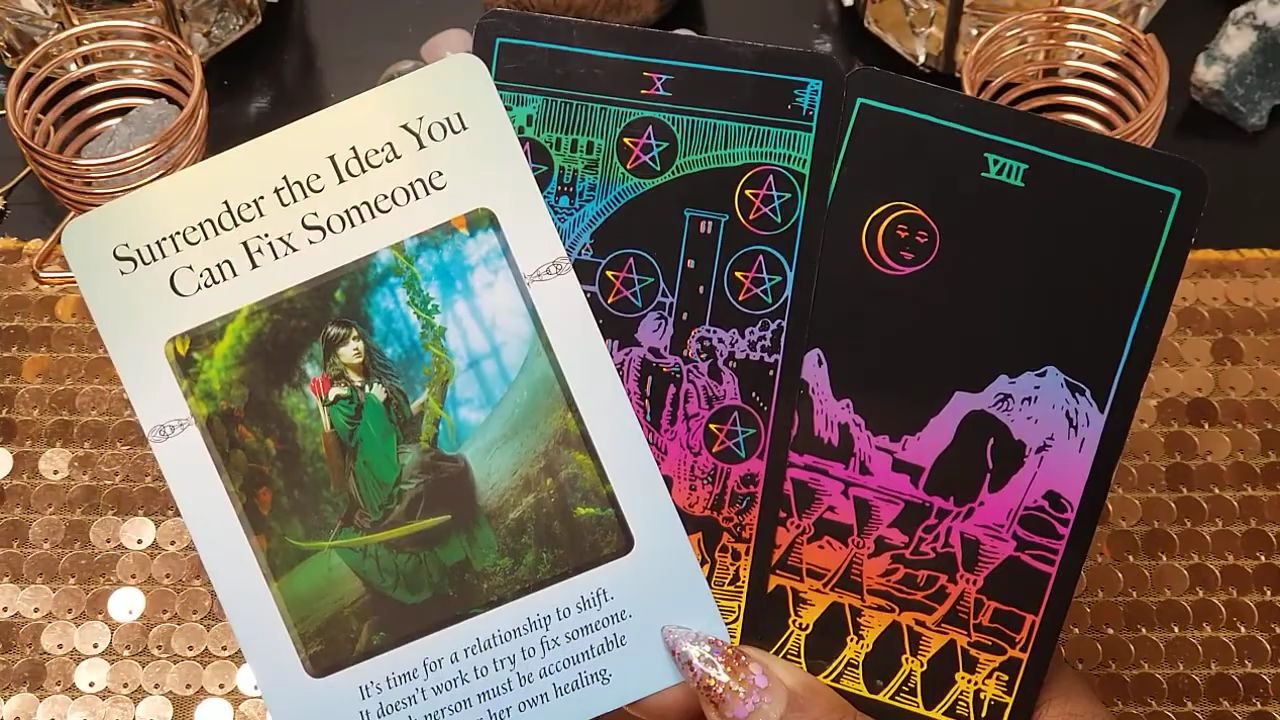 Surrender the Idea You
Can Fix Someone
It's time for a relationship to shift.
It doesn't work to try to fix someone.
person must be accountable
her own healing.
X
VIII